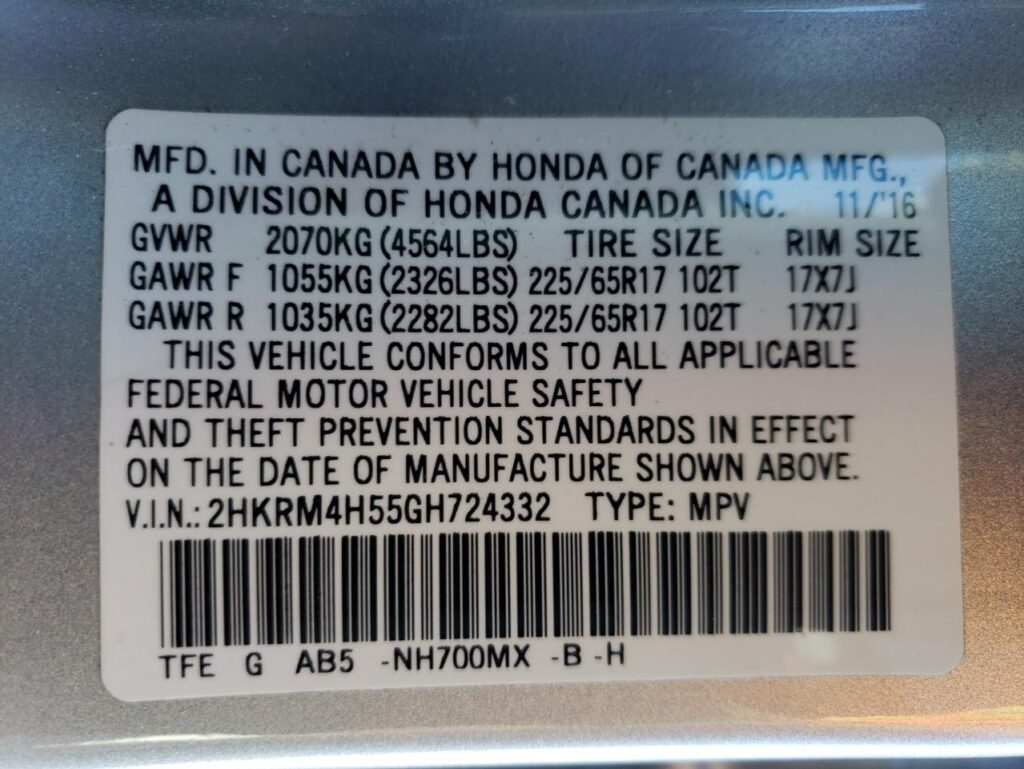 MFD. IN CANADA BY HONDA OF CANADA MFG.,
A DIVISION OF HONDA CANADA INC. 11/'16
GVWR 2070KG (4564LBS) TIRE SIZE RIM SIZE
GAWR F 1055KG (2326LBS) 225/65R17 102T 17X7J
GAWR R 1035KG (2282LBS) 225/65R17 102T 17X7J
THIS VEHICLE CONFORMS TO ALL APPLICABLE
FEDERAL MOTOR VEHICLE SAFETY
AND THEFT PREVENTION STANDARDS IN EFFECT
ON THE DATE OF MANUFACTURE SHOWN ABOVE.
V.I.N.: 2HKRM4H55GH724332 TYPE: MPV
TFE G AB5 -NH700MX -B -H